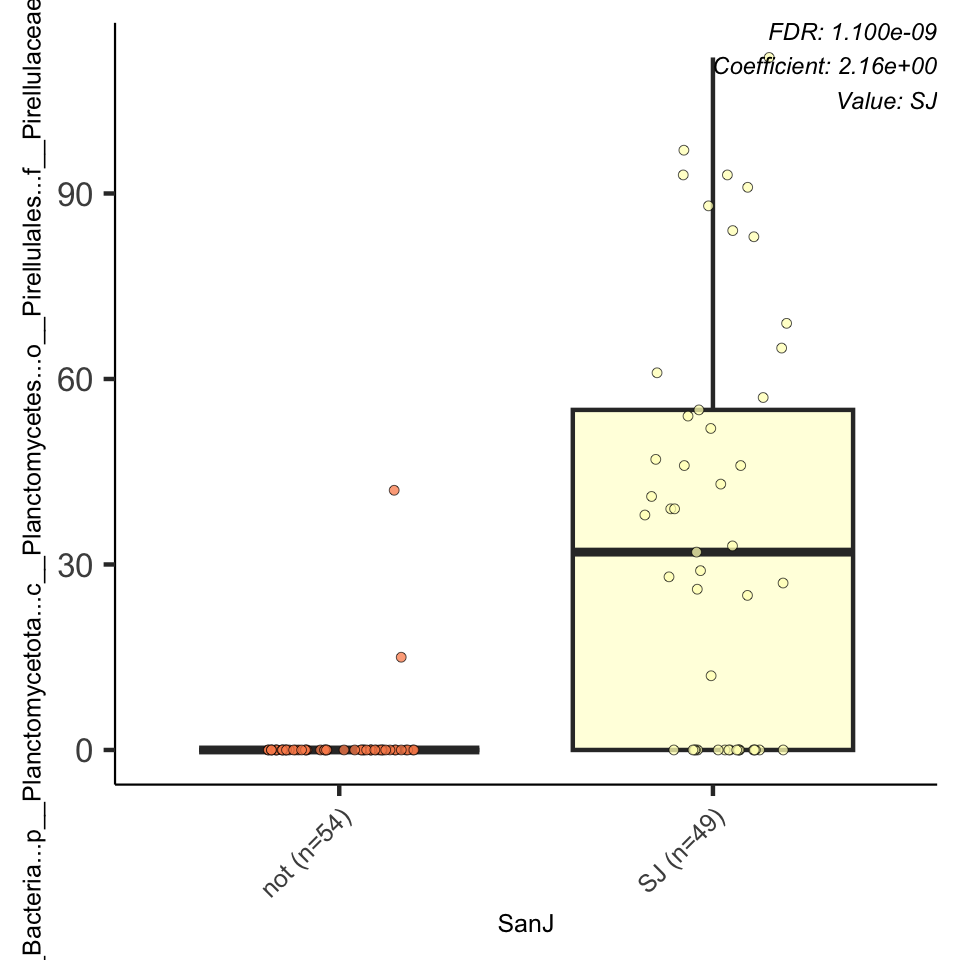 _Bacteria...p__Planctomycetota...c__Planctomycetes...o__Pirellulales...f__Pirellulaceae
FDR: 1.100e-09
Coefficient: 2.16e+00
Value: SJ
90
60
30
0
not (n=54)
SJ (n=49)
SanJ